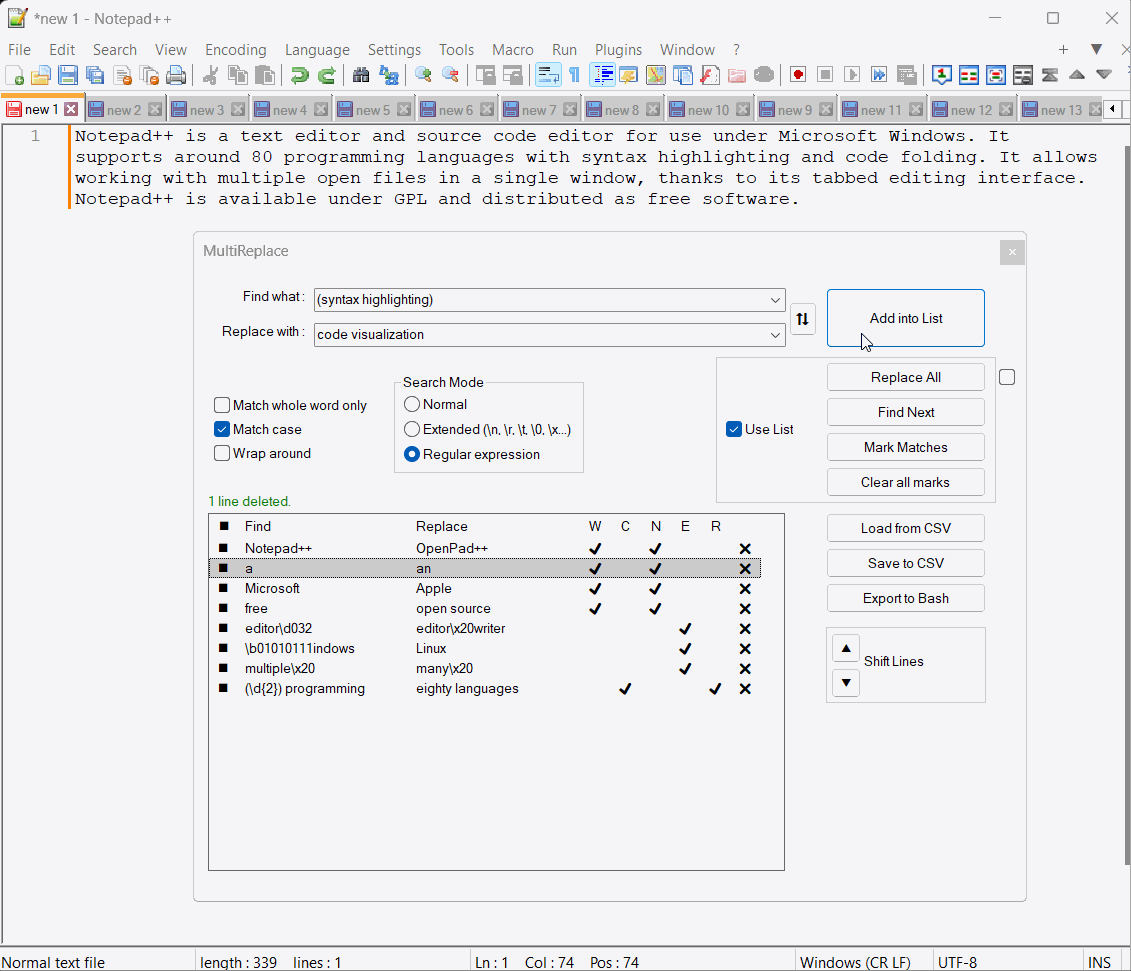 *new 1 - Notepad++
File Edit Search View Encoding Language Settings Tools Macro Run Plugins Window ?
new 1 new 2 new 3 new 4 new 5 new 6 new 7 new 8 new 10 new 9 new 11 new 12 new 13
1 Notepad++ is a text editor and source code editor for use under Microsoft Windows. It
supports around 80 programming languages with syntax highlighting and code folding. It allows
working with multiple open files in a single window, thanks to its tabbed editing interface.
Notepad++ is available under GPL and distributed as free software.
MultiReplace
Find what : (syntax highlighting)
Replace with : code visualization
Add into List
Match whole word only
Match case
Wrap around
Search Mode
Normal
Extended (\n, \r, \t, \0, \x...)
Regular expression
Use List
Replace All
Find Next
Mark Matches
Clear all marks
1 line deleted.
Find Replace W C N E R
Notepad++ OpenPad++
a an
Microsoft Apple
free open source
editor\d032 editor\x20writer
\b01010111indows Linux
multiple\x20 many\x20
(\d{2}) programming eighty languages
Load from CSV
Save to CSV
Export to Bash
Shift Lines
Normal text file length : 339 lines : 1 Ln : 1 Col : 74 Pos : 74 Windows (CR LF) UTF-8 INS